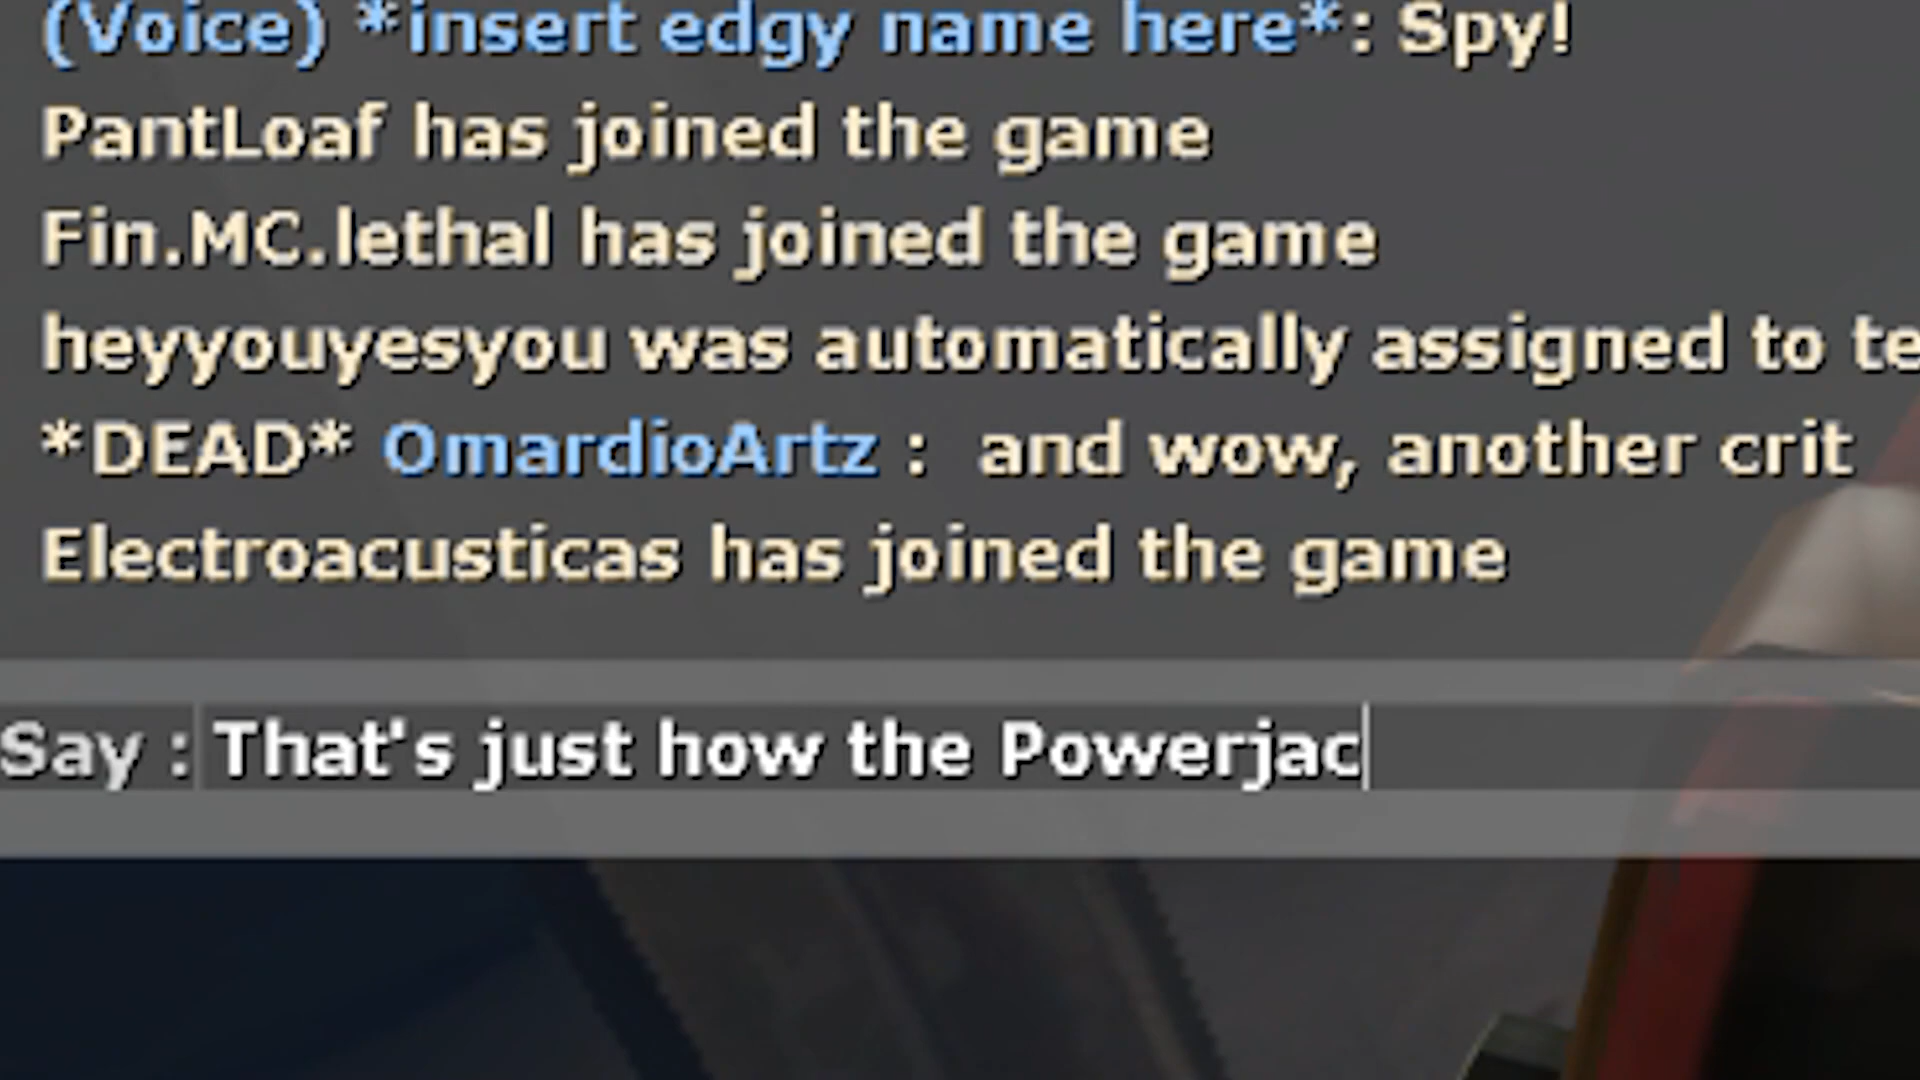 (Voice) *insert edgy name here*: Spy!
PantLoaf has joined the game
Fin.MC.lethal has joined the game
heyyouyesyou was automatically assigned to te
*DEAD* OmardioArtz :  and wow, another crit
Electroacusticas has joined the game
Say : That's just how the Powerjac